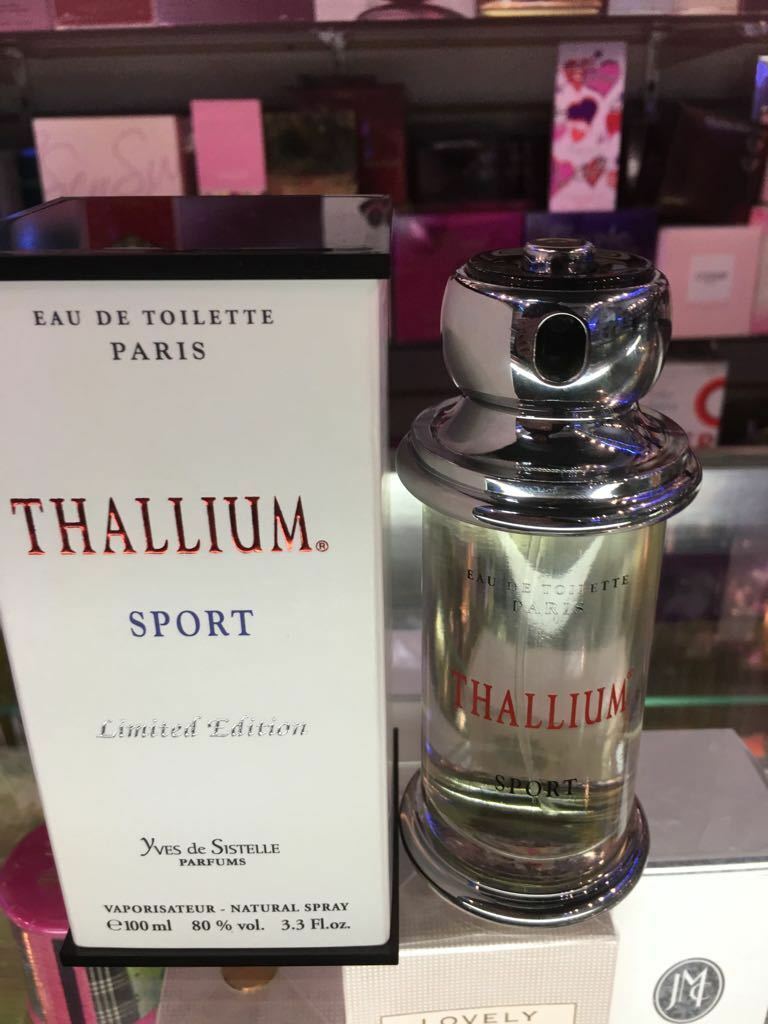 EAU DE TOILETTE
PARIS
THALLIUM®
SPORT
Limited Edition
YVES de SISTELLE
PARFUMS
VAPORISATEUR - NATURAL SPRAY
℮100 ml 80 % vol. 3.3 Fl.oz.
EAU DE TOILETTE
PARIS
THALLIUM®
SPORT
LOVELY